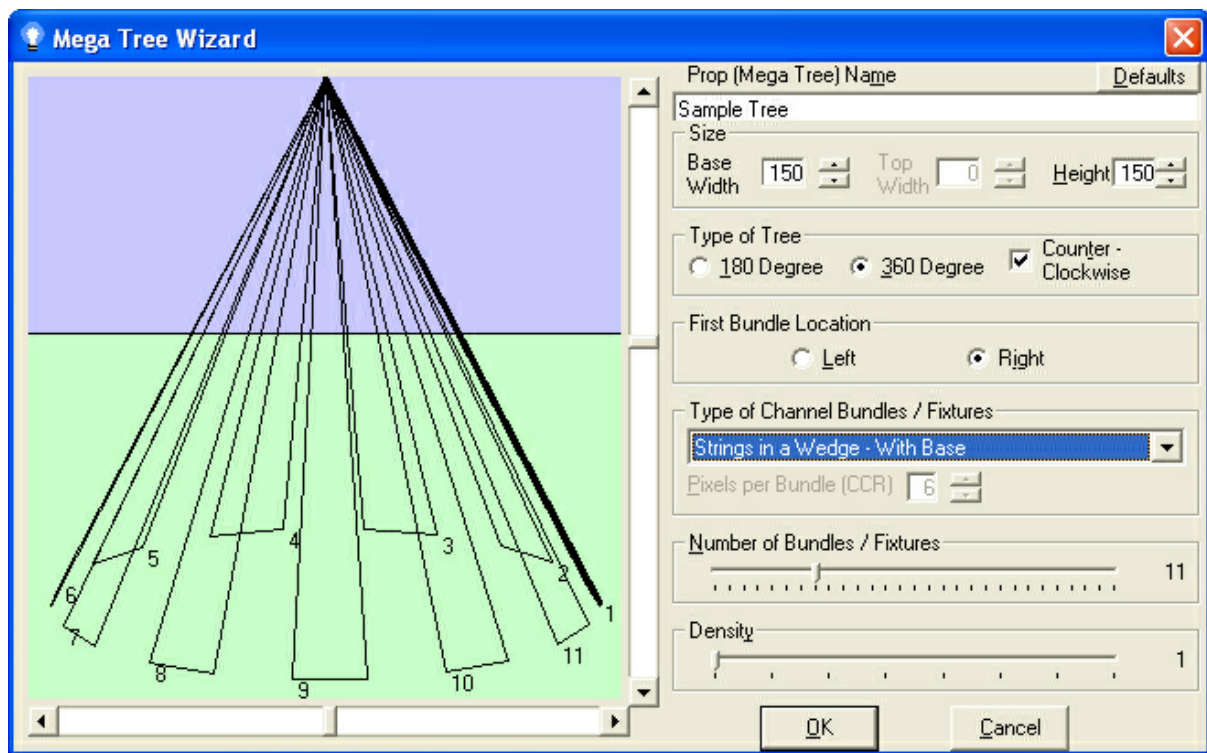 Mega Tree Wizard
Prop (Mega Tree) Name
Defaults
Sample Tree
Size
Base Width 150
Top Width 0
Height 150
Type of Tree
180 Degree
360 Degree
Counter - Clockwise
First Bundle Location
Left
Right
Type of Channel Bundles / Fixtures
Strings in a Wedge - With Base
Pixels per Bundle (CCR) 6
Number of Bundles / Fixtures
11
Density
1
OK
Cancel
4
3
5
2
6
1
7
11
8
10
9